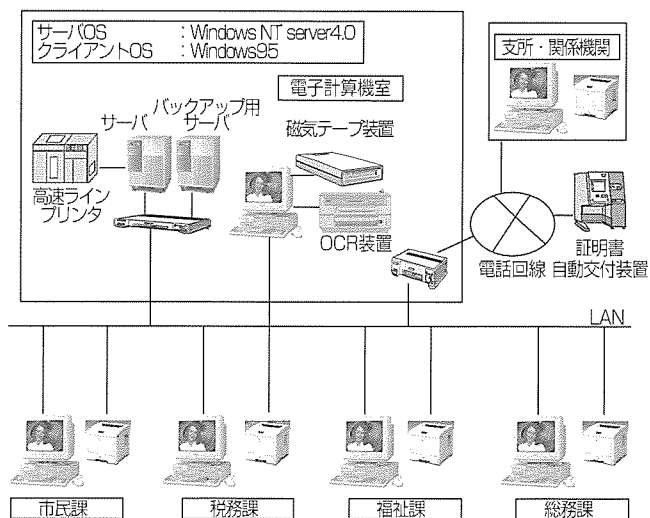 サーバOS : Windows NT server4.0
クライアントOS : Windows95
電子計算機室
支所・関係機関
バックアップ用
サーバ
サーバ
磁気テープ装置
高速ライン
プリンタ
OCR装置
電話回線
証明書
自動交付装置
LAN
市民課
税務課
福祉課
総務課